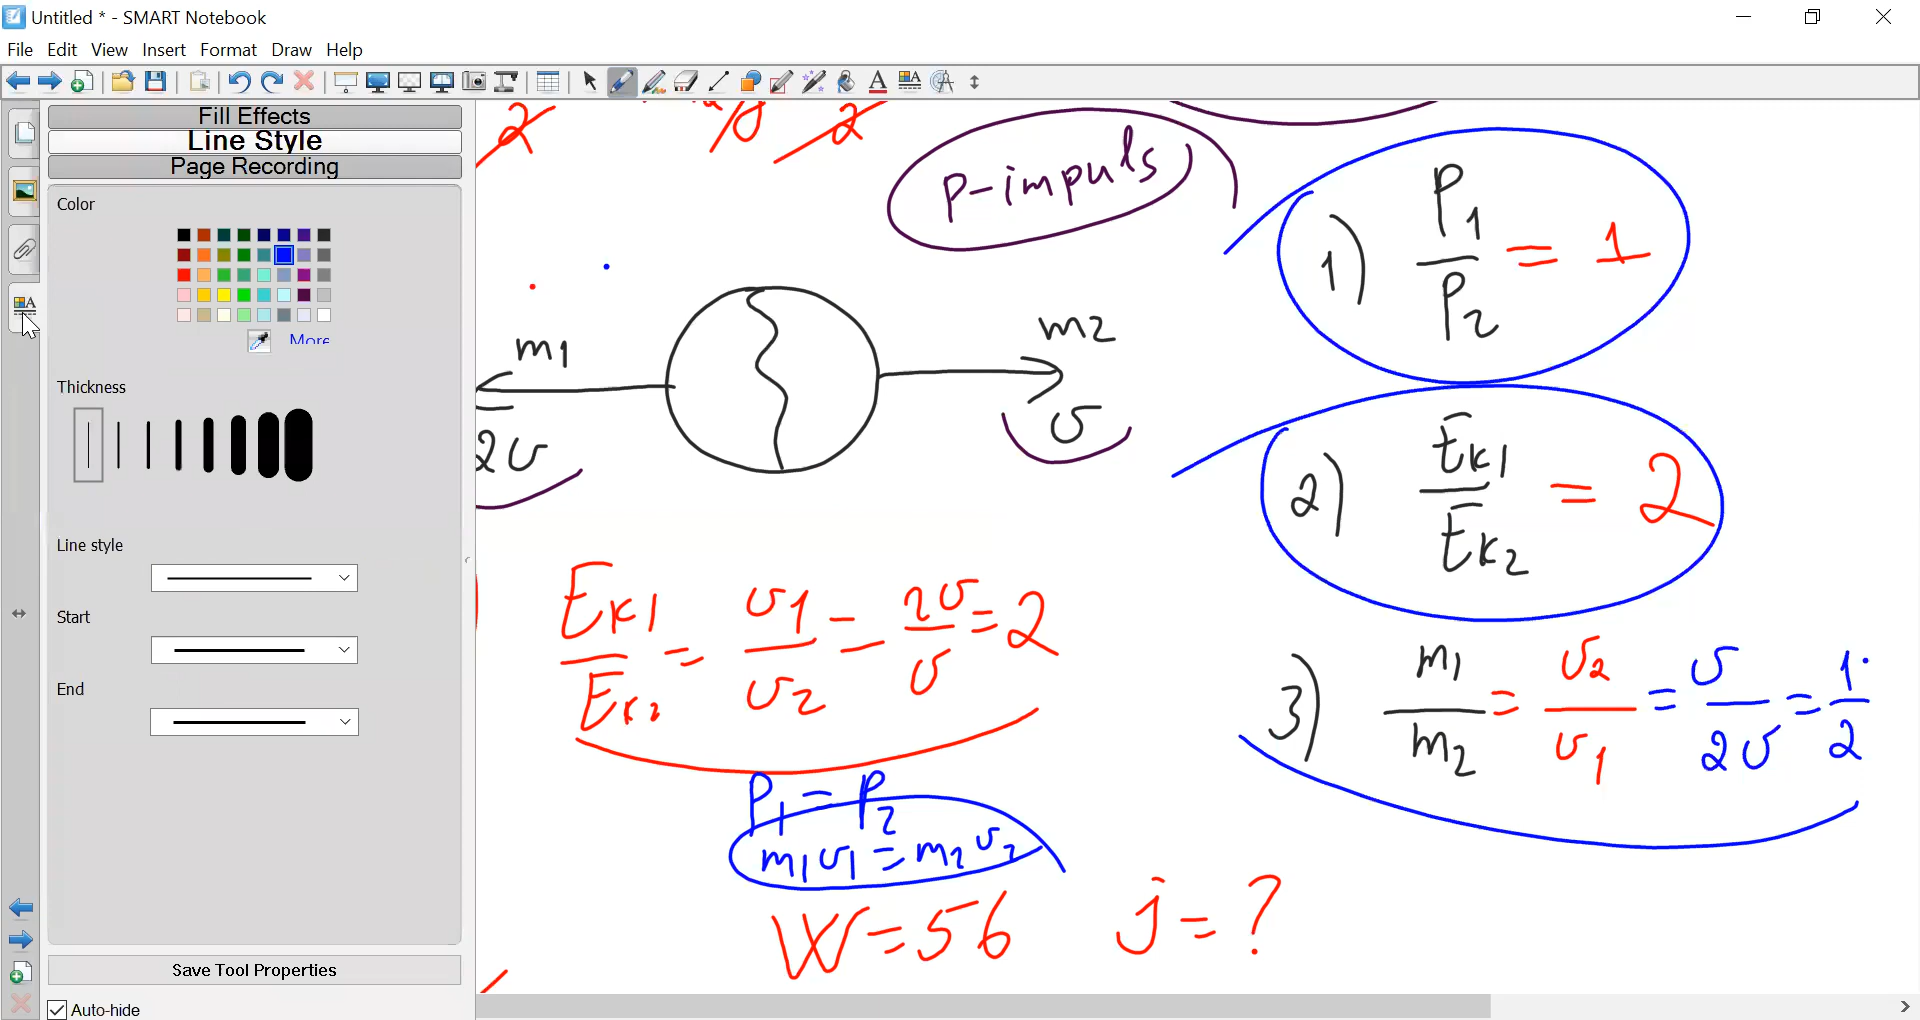 Untitled * - SMART Notebook
File Edit View Insert Format Draw Help
Fill Effects
Line Style
Page Recording
Color
More
Thickness
Line style
Start
End
Save Tool Properties
Auto-hide
2
2
P-impuls
1) P1/P2 = 1
m1
m2
2υ
υ
2) Ek1/Ek2 = 2
Ek1/Ek2 = υ1/υ2 = 2υ/υ = 2
3) m1/m2 = υ2/υ1 = υ/2υ = 1/2
P1 = P2
m1υ1 = m2υ2
W=56 j=?